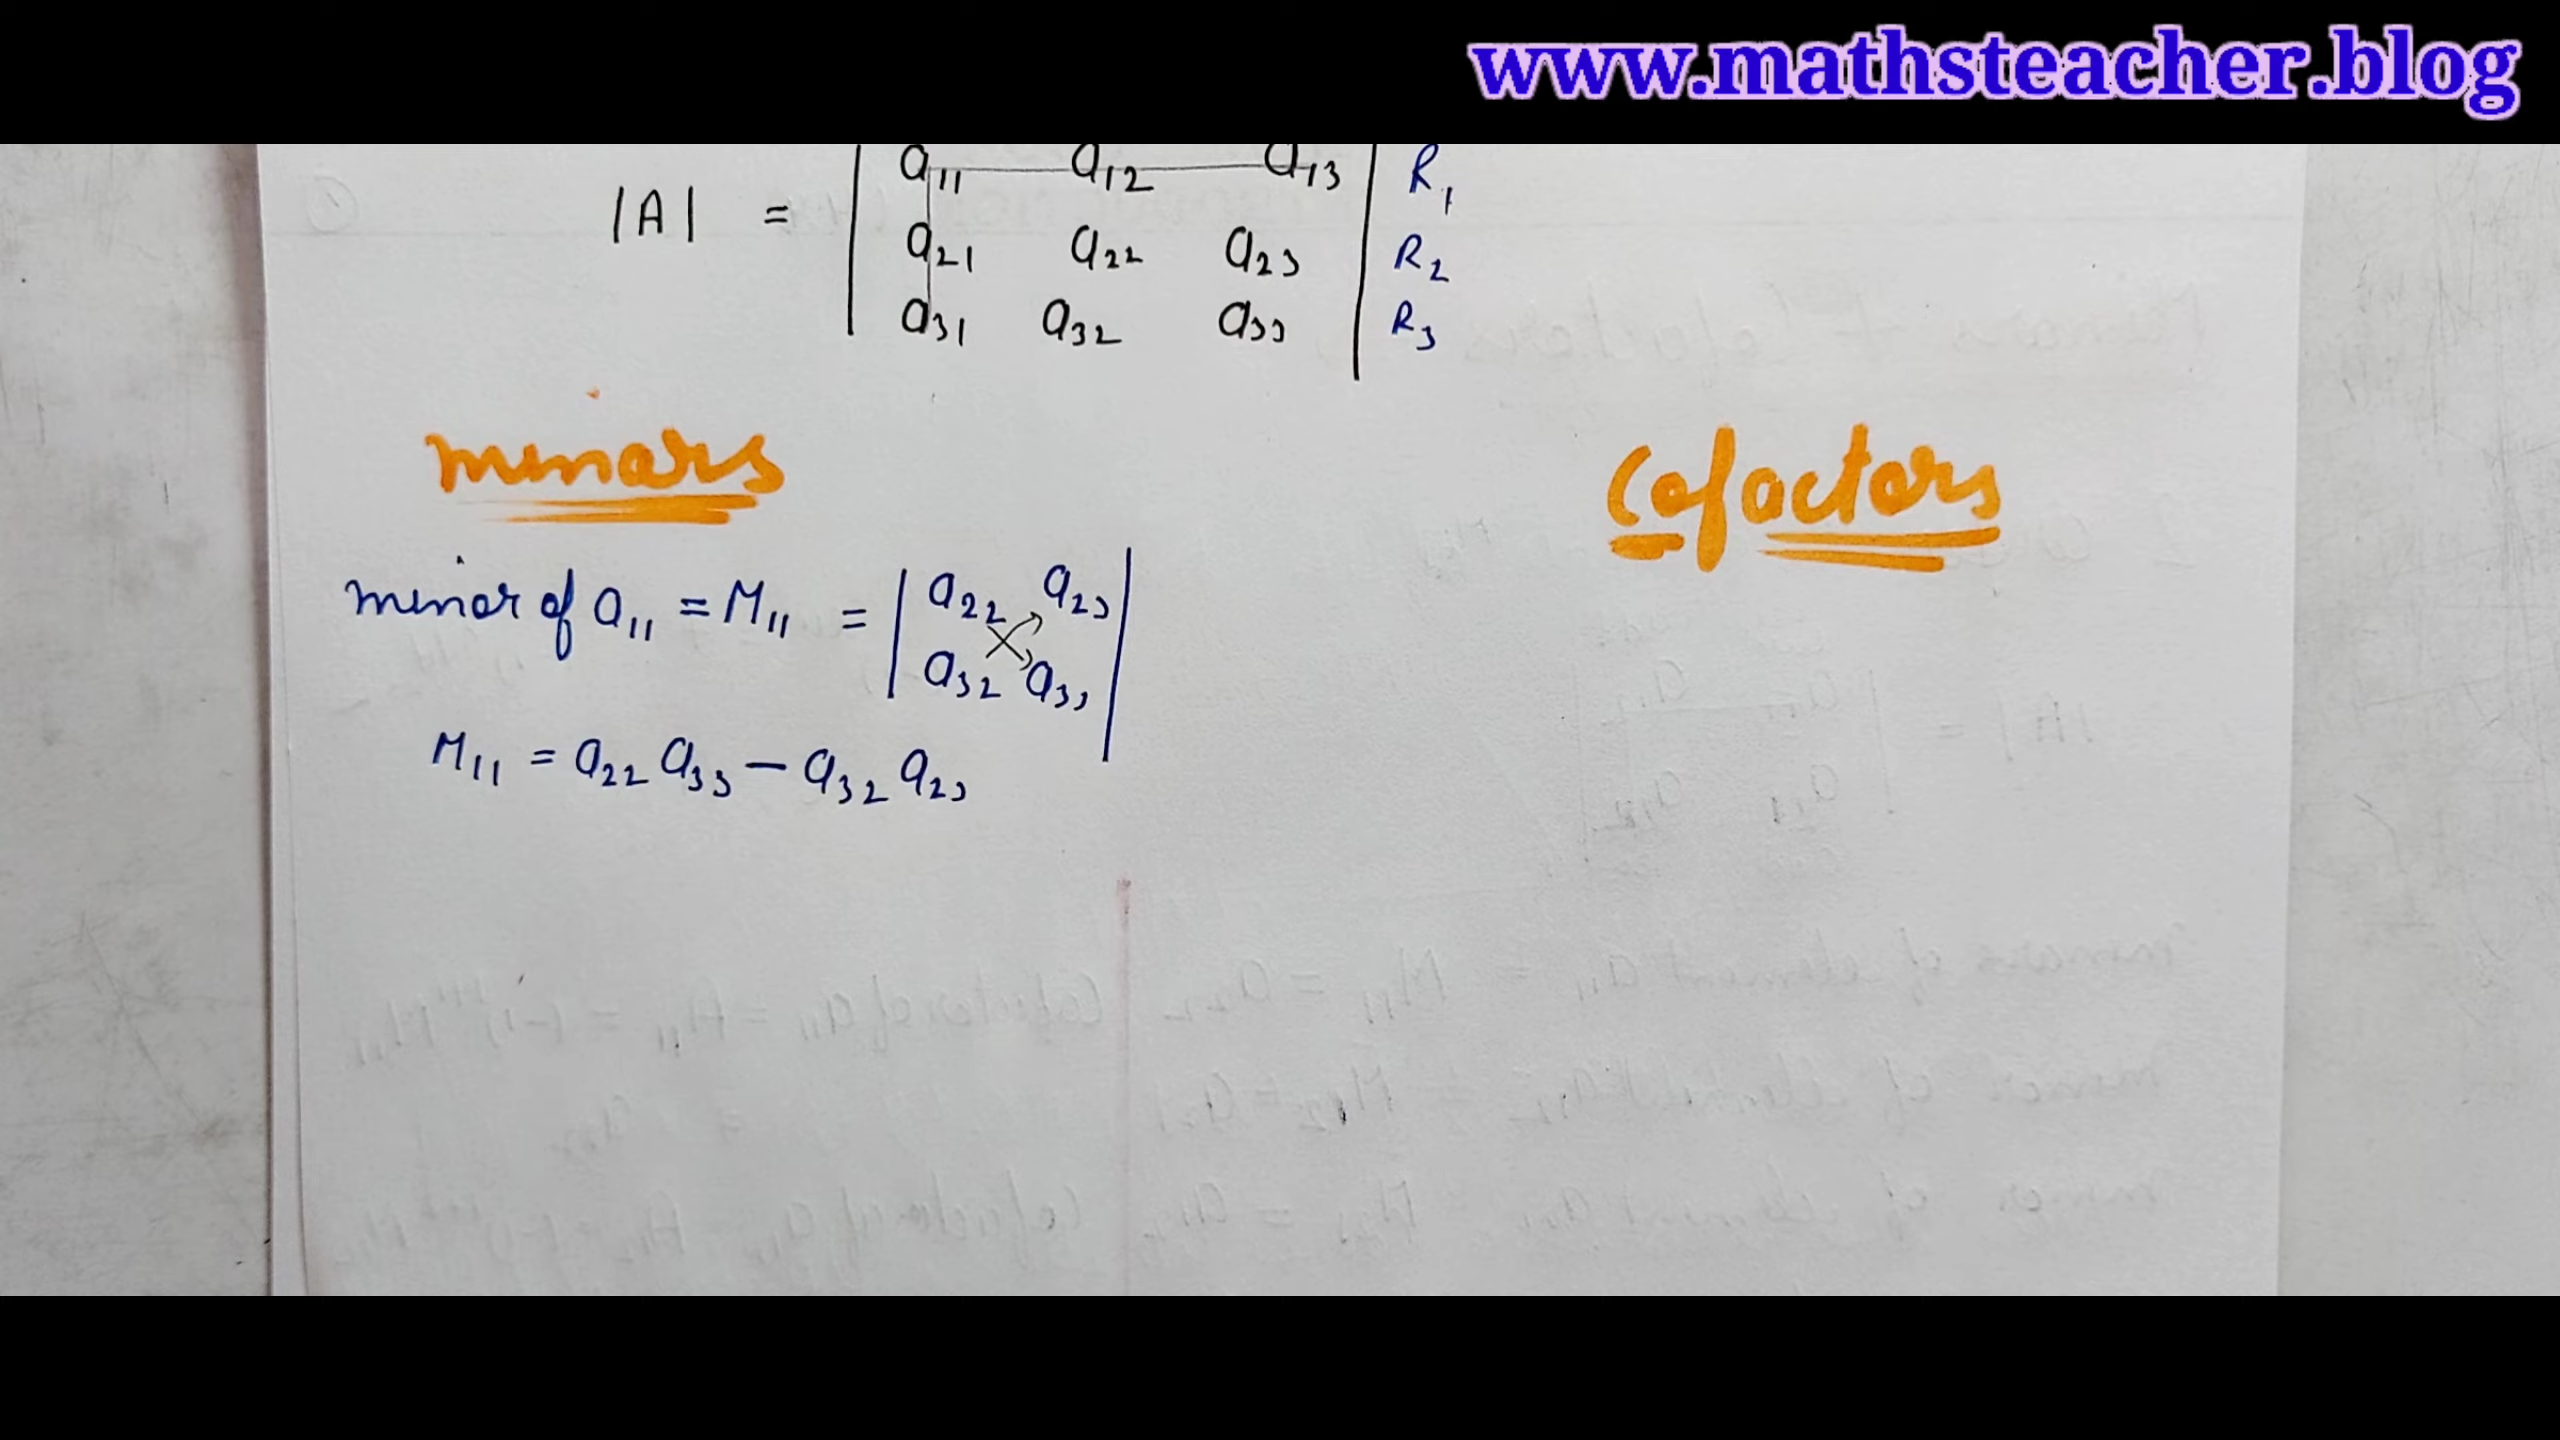 www.mathsteacher.blog
|A| = | a11 a12 a13 | R1
| a21 a22 a23 | R2
| a31 a32 a33 | R3
minors
Cofactors
minor of a11 = M11 = | a22 a23 |
| a32 a33 |
M11 = a22 a33 − a32 a23